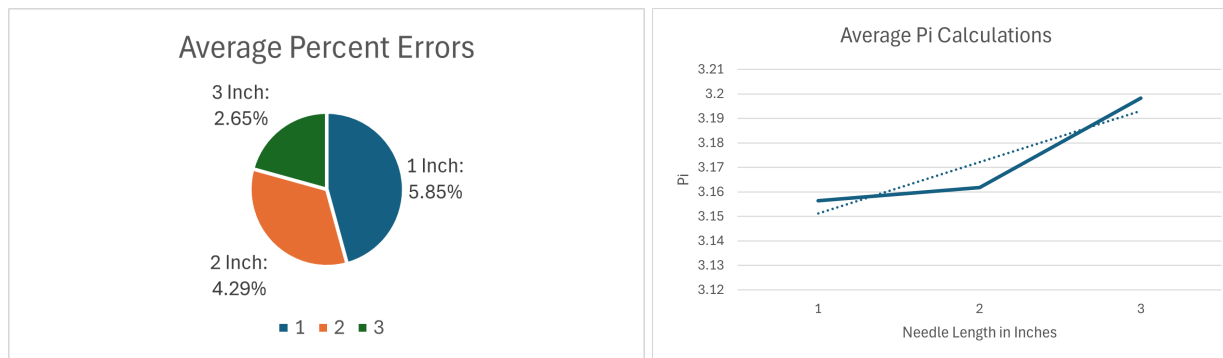 Average Percent Errors
3 Inch:
2.65%
1 Inch:
5.85%
2 Inch:
4.29%
1 2 3
Average Pi Calculations
3.21
3.2
3.19
3.18
3.17
3.16
3.15
3.14
3.13
3.12
Pi
1 2 3
Needle Length in Inches